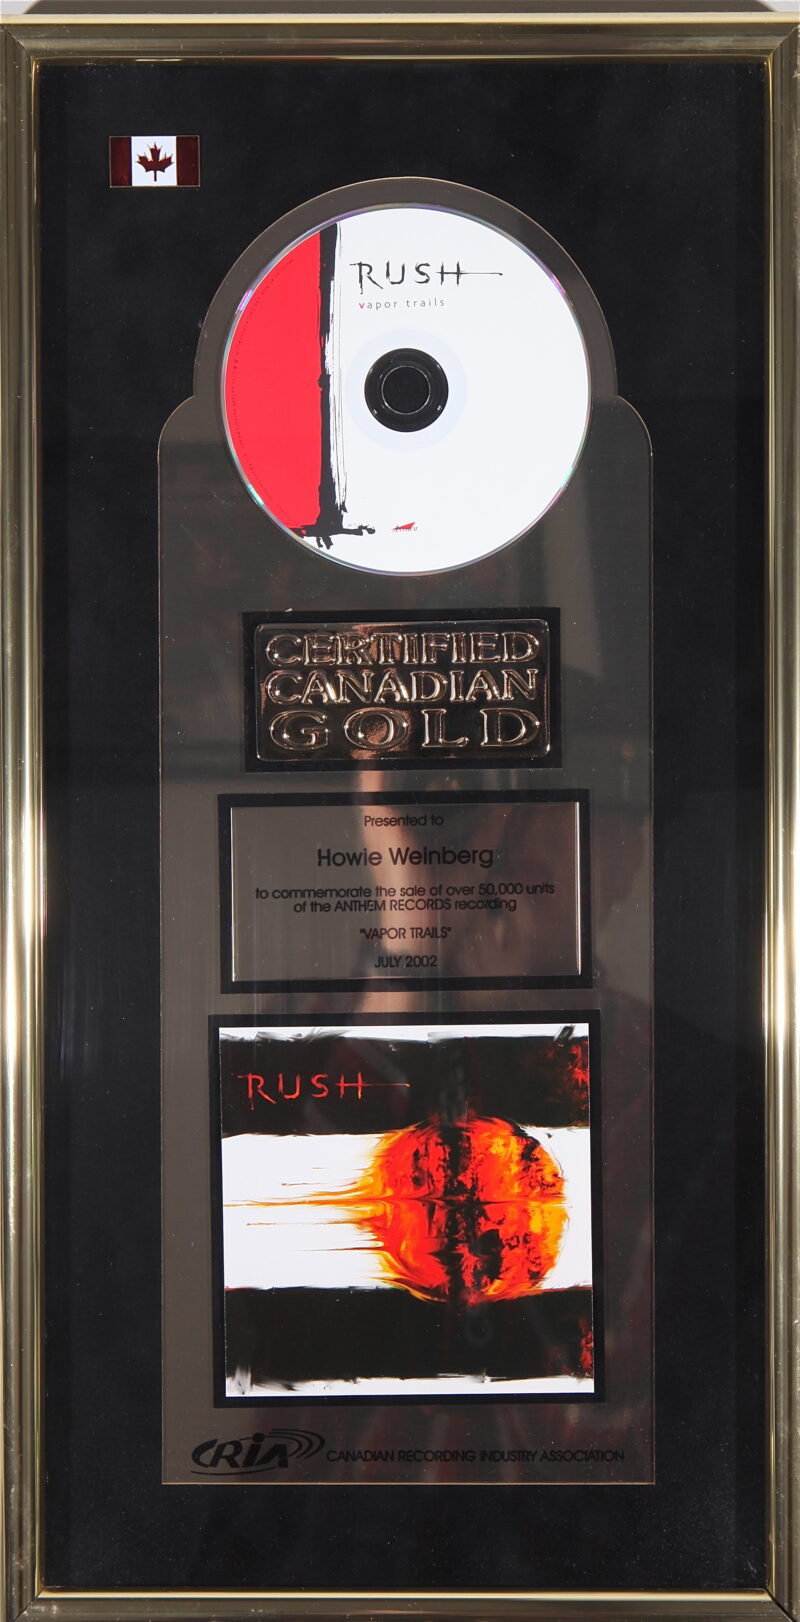 RUSH
vapor trails
CERTIFIED
CANADIAN
GOLD
Presented to
Howie Weinberg
to commemorate the sale of over 50,000 units
of the ANTHEM RECORDS recording
"VAPOR TRAILS"
JULY 2002
RUSH
CRIA CANADIAN RECORDING INDUSTRY ASSOCIATION